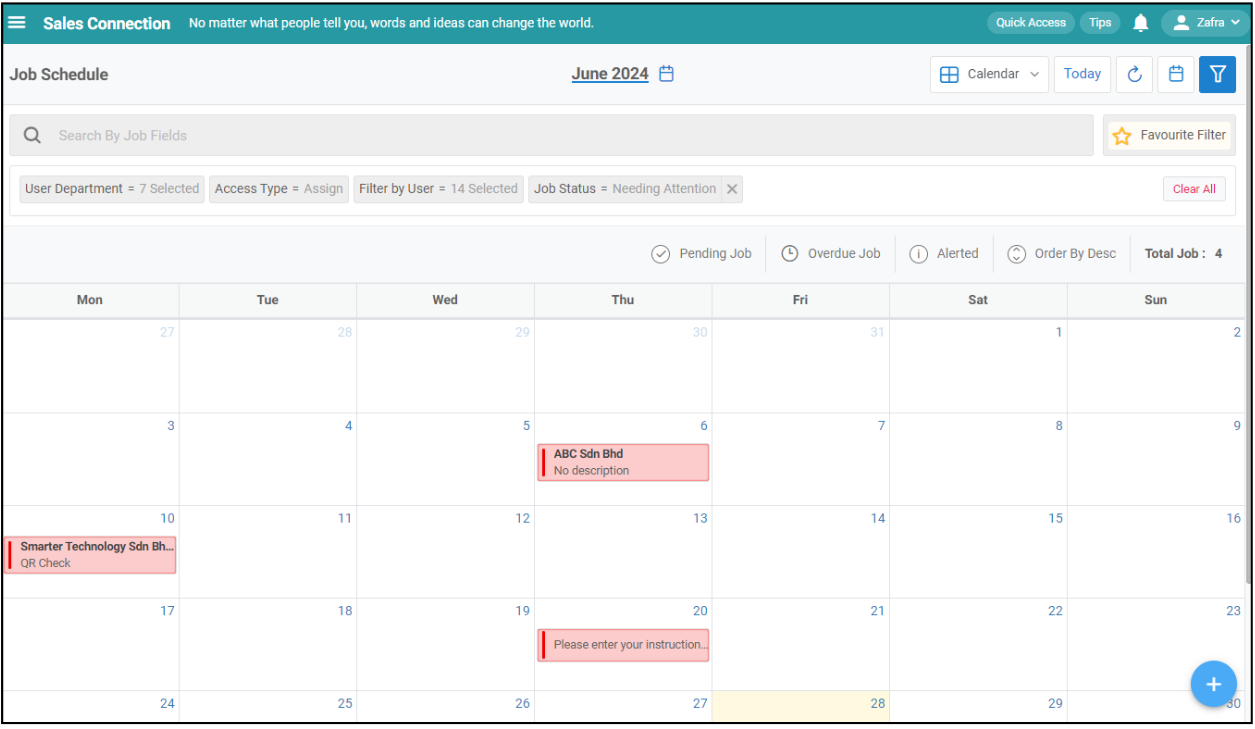 Sales Connection No matter what people tell you, words and ideas can change the world. Quick Access Tips Zafra
Job Schedule June 2024 Calendar Today
Search By Job Fields Favourite Filter
User Department = 7 Selected Access Type = Assign Filter by User = 14 Selected Job Status = Needing Attention Clear All
Pending Job Overdue Job Alerted Order By Desc Total Job : 4
Mon Tue Wed Thu Fri Sat Sun
27 28 29 30 31 1 2
3 4 5 6 7 8 9
ABC Sdn Bhd
No description
10 11 12 13 14 15 16
Smarter Technology Sdn Bh...
QR Check
17 18 19 20 21 22 23
Please enter your instruction...
24 25 26 27 28 29 30